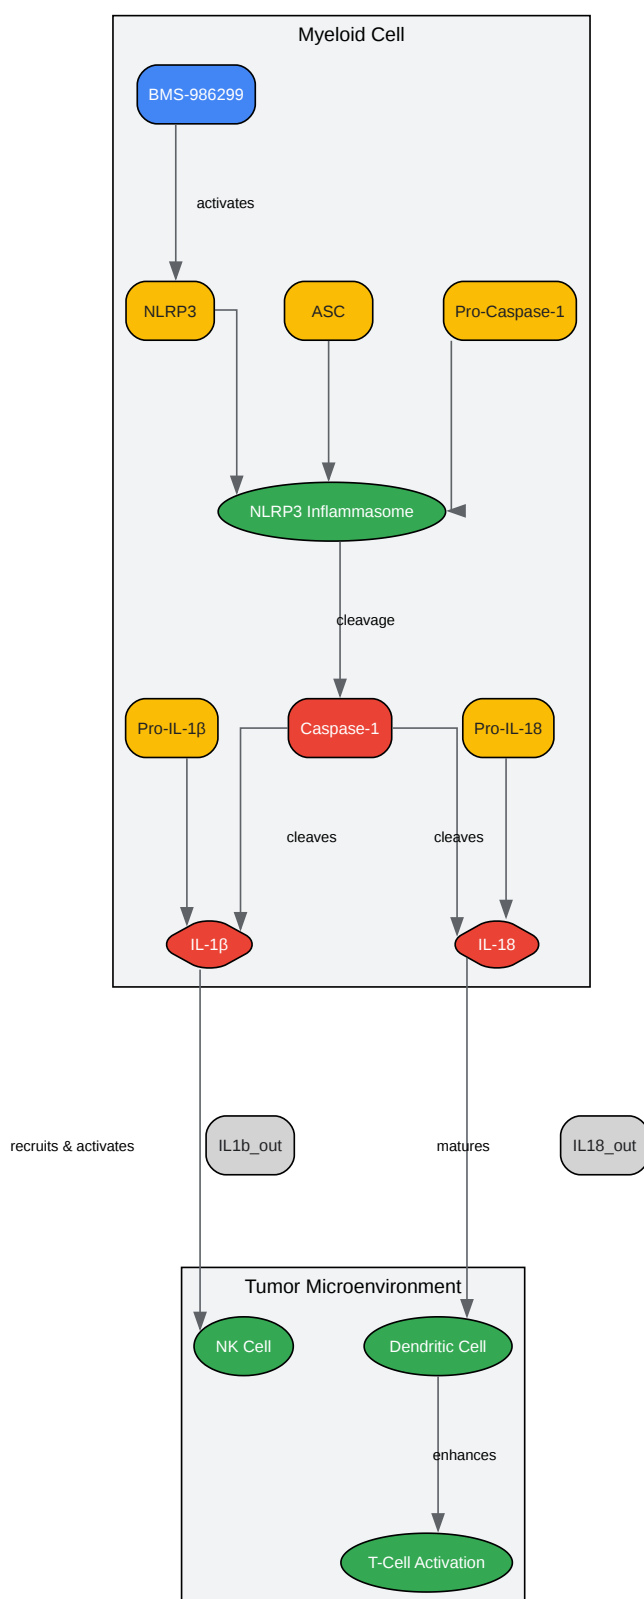 Myeloid Cell
BMS-986299
activates
NLRP3
ASC
Pro-Caspase-1
NLRP3 Inflammasome
cleavage
Pro-IL-1β
Caspase-1
Pro-IL-18
cleaves
cleaves
IL-1β
IL-18
recruits & activates
IL1b_out
matures
IL18_out
Tumor Microenvironment
NK Cell
Dendritic Cell
enhances
T-Cell Activation